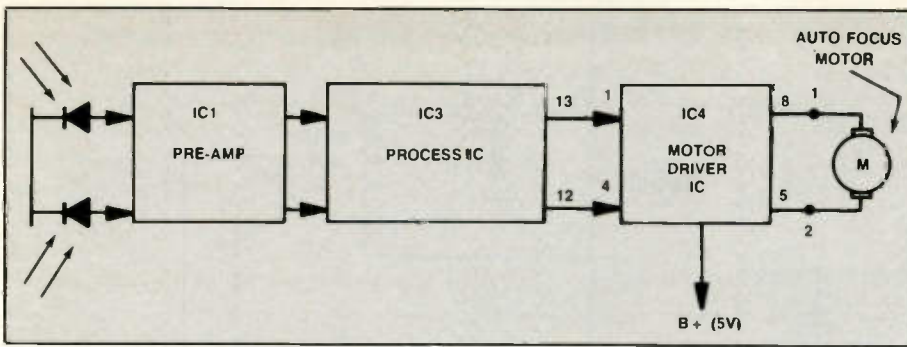 AUTO FOCUS
MOTOR
IC1
PRE-AMP
IC3
PROCESS IC
13
12
1
4
IC4
MOTOR
DRIVER
IC
8
1
5
2
M
B + (5V)